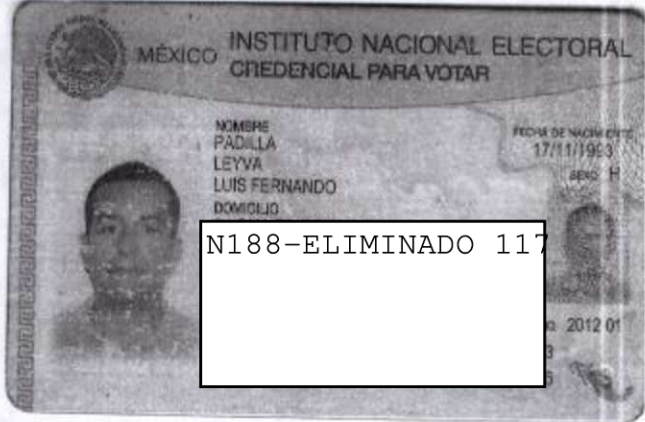 MÉXICO INSTITUTO NACIONAL ELECTORAL
CREDENCIAL PARA VOTAR
NOMBRE
PADILLA
LEYVA
LUIS FERNANDO
DOMICILIO
FECHA DE NACIMIENTO
17/11/1993
SEXO H
N188-ELIMINADO 117
2012 01